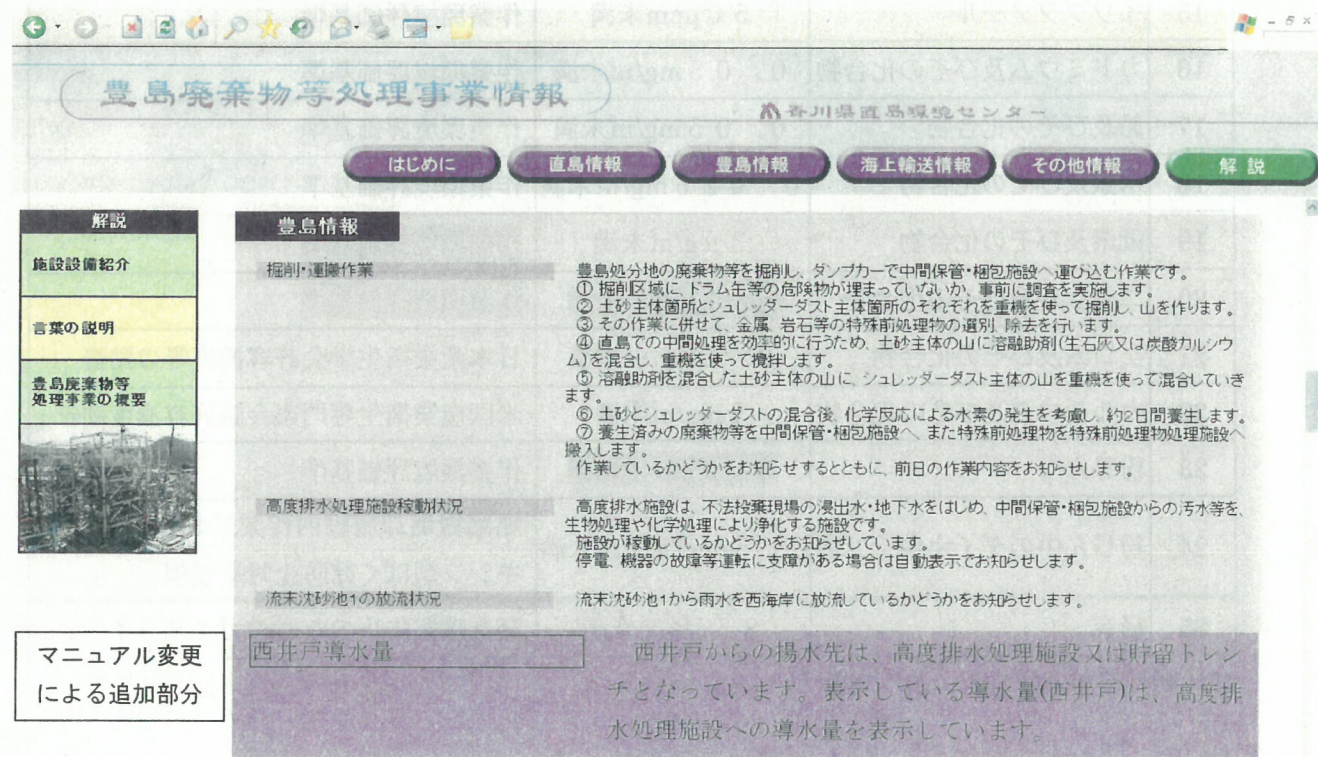 豊島廃棄物等処理事業情報
香川県直島環境センター
はじめに 直島情報 豊島情報 海上輸送情報 その他情報 解説
解説
施設設備紹介
言葉の説明
豊島廃棄物等
処理事業の概要
豊島情報
掘削・運搬作業
豊島処分地の廃棄物等を掘削し、ダンプカーで中間保管・梱包施設へ運び込む作業です。
① 掘削区域に、ドラム缶等の危険物が埋まっていないか、事前に調査を実施します。
② 土砂主体箇所とシュレッダーダスト主体箇所のそれぞれを重機を使って掘削し、山を作ります。
③ その作業に併せて、金属、岩石等の特殊前処理物の選別、除去を行います。
④ 直島での中間処理を効率的に行うため、土砂主体の山に溶融助剤(生石灰又は炭酸カルシウ
ム)を混合し、重機を使って攪拌します。
⑤ 溶融助剤を混合した土砂主体の山に、シュレッダーダスト主体の山を重機を使って混合していき
ます。
⑥ 土砂とシュレッダーダストの混合後、化学反応による水素の発生を考慮し、約2日間養生します。
⑦ 養生済みの廃棄物等を中間保管・梱包施設へ、また特殊前処理物を特殊前処理物処理施設へ
搬入します。
作業しているかどうかをお知らせするとともに、前日の作業内容をお知らせします。
高度排水処理施設稼動状況
高度排水施設は、不法投棄現場の浸出水・地下水をはじめ、中間保管・梱包施設からの汚水等を、
生物処理や化学処理により浄化する施設です。
施設が稼動しているかどうかをお知らせしています。
停電、機器の故障等運転に支障がある場合は自動表示でお知らせします。
流末沈砂池1の放流状況
流末沈砂池1から雨水を西海岸に放流しているかどうかをお知らせします。
マニュアル変更
による追加部分
西井戸導水量
西井戸からの揚水先は、高度排水処理施設又は貯留トレン
チとなっています。表示している導水量(西井戸)は、高度排
水処理施設への導水量を表示しています。